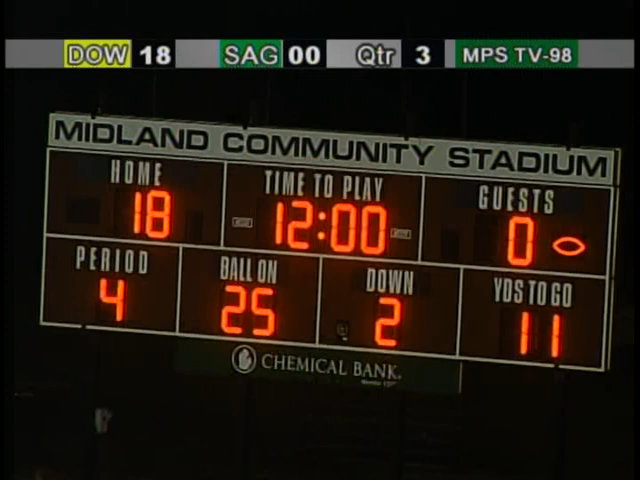 DOW 18 SAG 00 Qtr 3 MPS TV-98
MIDLAND COMMUNITY STADIUM
HOME TIME TO PLAY GUESTS
18 12:00 0
PERIOD BALL ON DOWN YDS TO GO
4 25 2 11
CHEMICAL BANK.